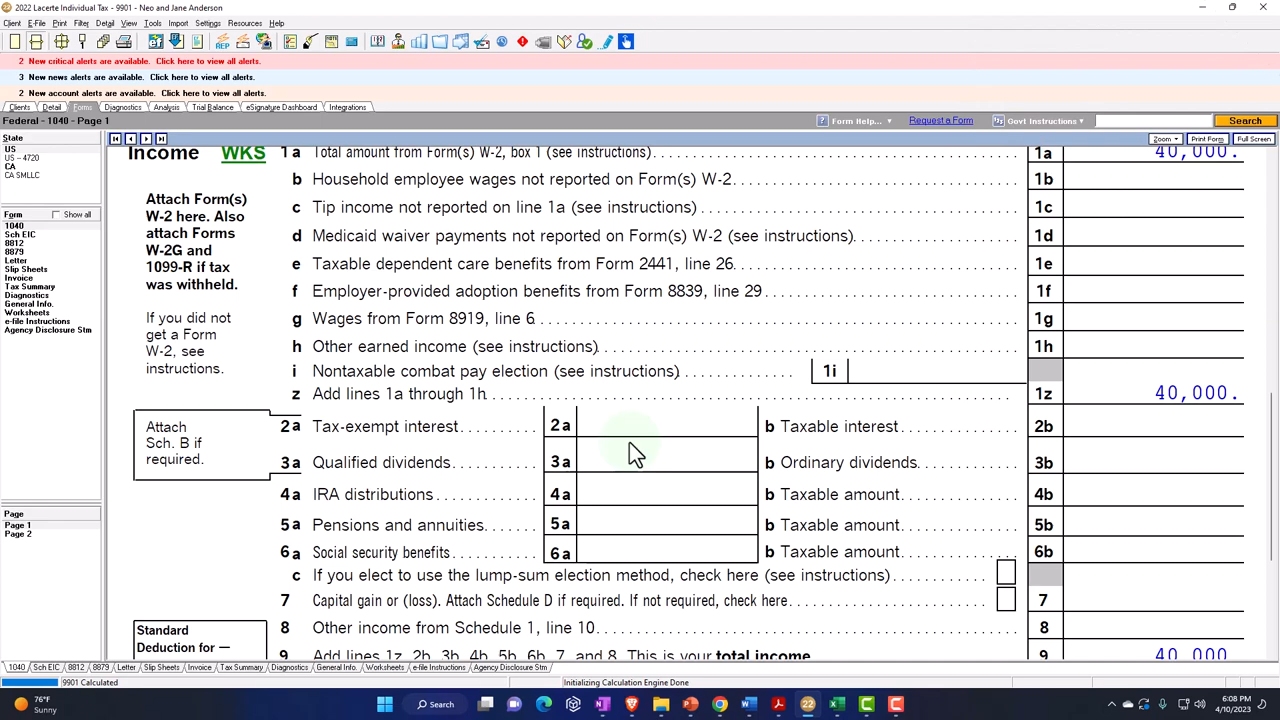 2022 Lacerte Individual Tax - 9901 - Neo and Jane Anderson
Client E-File Print Filter Detail View Tools Import Settings Resources Help
2 New critical alerts are available. Click here to view all alerts.
3 New news alerts are available. Click here to view all alerts.
2 New account alerts are available. Click here to view all alerts.
Clients Detail Forms Diagnostics Analysis Trial Balance eSignature Dashboard Integrations
Federal - 1040 - Page 1 Form Help... Request a Form Govt Instructions Search
Zoom Print Form Full Screen
State
US
US - 4720
CA
CA SMLLC
Form Show all
1040
Sch EIC
8812
8879
Letter
Slip Sheets
Invoice
Tax Summary
Diagnostics
General Info.
Worksheets
e-file Instructions
Agency Disclosure Stm
Page
Page 1
Page 2
Income WKS 1a Total amount from Form(s) W-2, box 1 (see instructions) 1a 40,000.
Attach Form(s)
W-2 here. Also
attach Forms
W-2G and
1099-R if tax
was withheld.
If you did not
get a Form
W-2, see
instructions.
b Household employee wages not reported on Form(s) W-2 1b
c Tip income not reported on line 1a (see instructions) 1c
d Medicaid waiver payments not reported on Form(s) W-2 (see instructions) 1d
e Taxable dependent care benefits from Form 2441, line 26 1e
f Employer-provided adoption benefits from Form 8839, line 29 1f
g Wages from Form 8919, line 6 1g
h Other earned income (see instructions) 1h
i Nontaxable combat pay election (see instructions) 1i
z Add lines 1a through 1h 1z 40,000.
Attach
Sch. B if
required.
2a Tax-exempt interest 2a b Taxable interest 2b
3a Qualified dividends 3a b Ordinary dividends 3b
4a IRA distributions 4a b Taxable amount 4b
5a Pensions and annuities 5a b Taxable amount 5b
6a Social security benefits 6a b Taxable amount 6b
c If you elect to use the lump-sum election method, check here (see instructions)
7 Capital gain or (loss). Attach Schedule D if required. If not required, check here 7
Standard
Deduction for —
8 Other income from Schedule 1, line 10 8
9 Add lines 1z, 2b, 3b, 4b, 5b, 6b, 7, and 8. This is your total income 9 40,000.
1040 Sch EIC 8812 8879 Letter Slip Sheets Invoice Tax Summary Diagnostics General Info. Worksheets e-file Instructions Agency Disclosure Stm
9901 Calculated Initializing Calculation Engine Done
76°F
Sunny
Search
22
6:08 PM
4/10/2023